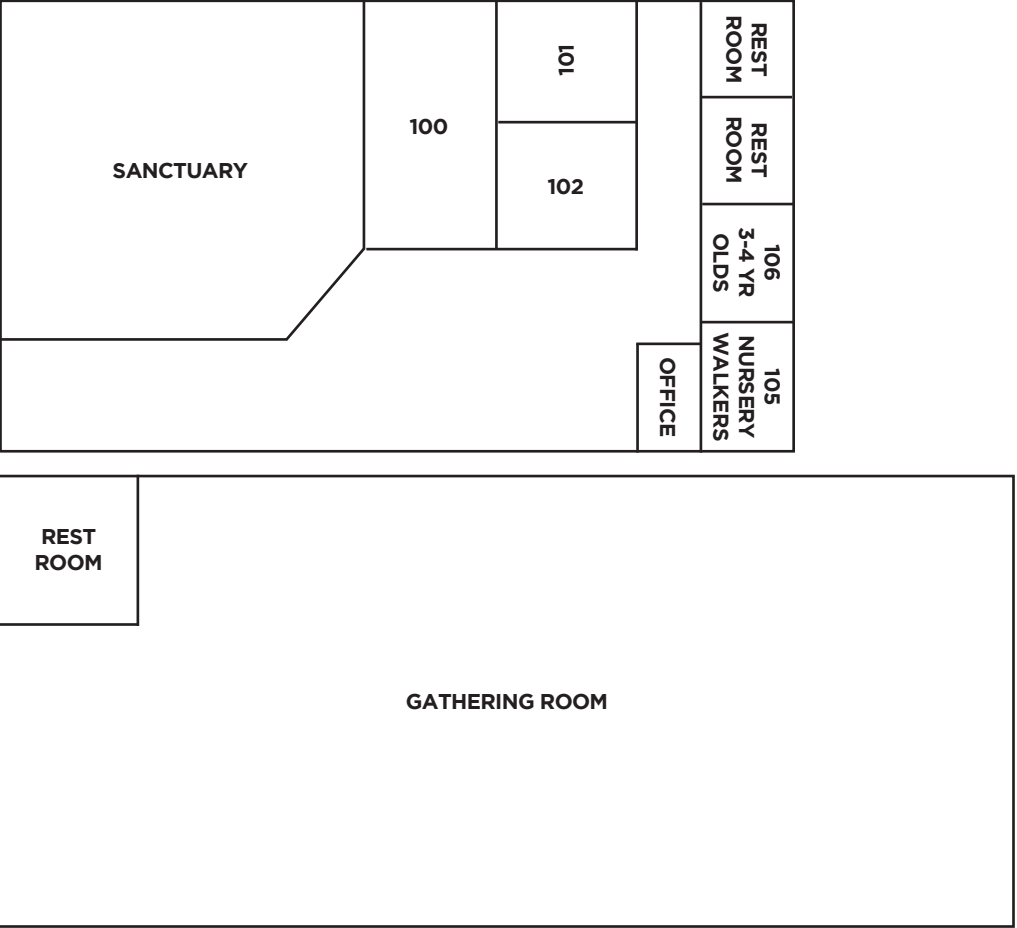 SANCTUARY
100
101
102
REST
ROOM
REST
ROOM
106
3-4 YR
OLDS
105
NURSERY
WALKERS
OFFICE
REST
ROOM
GATHERING ROOM